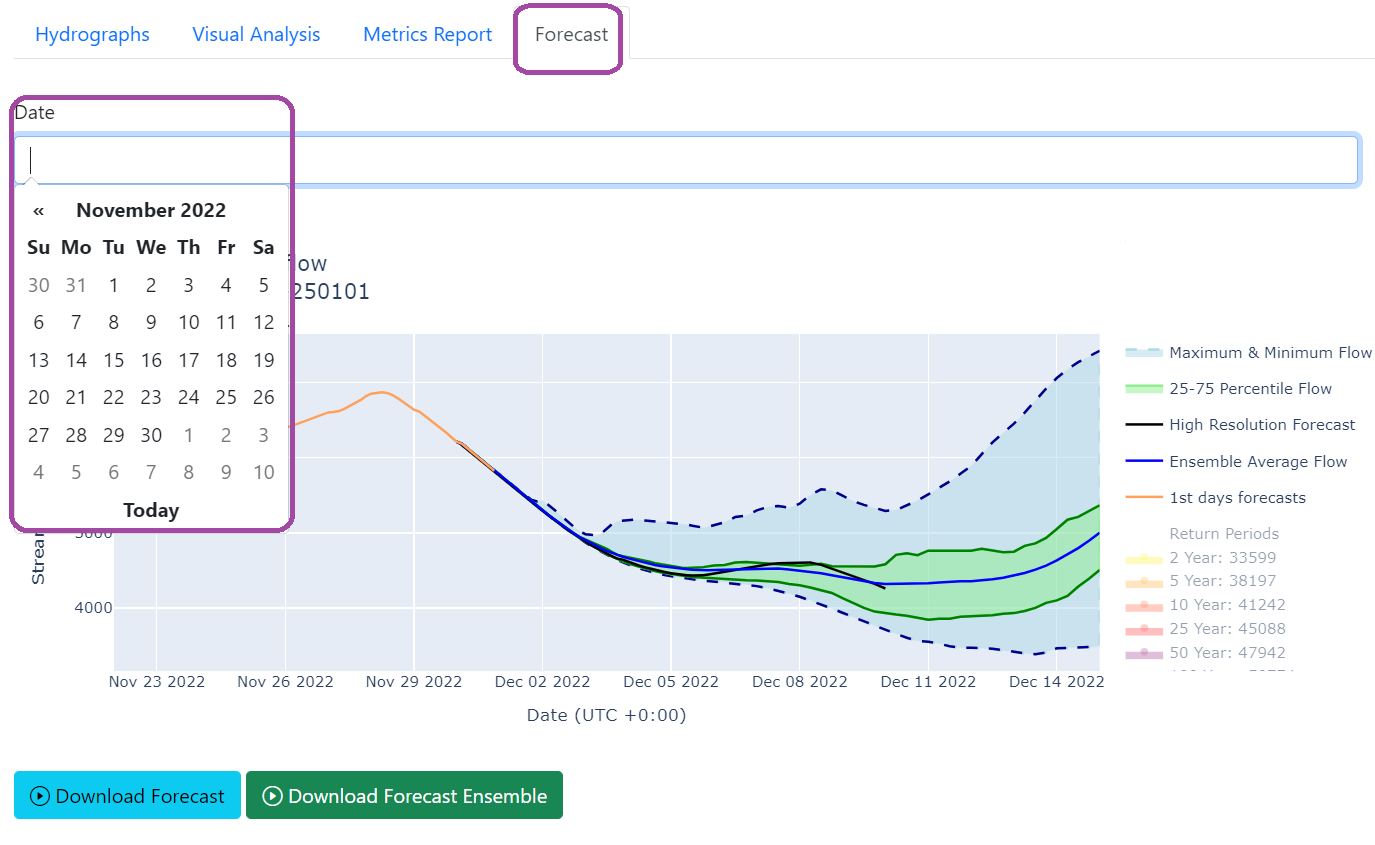 Hydrographs Visual Analysis Metrics Report Forecast
Date
« November 2022
Su Mo Tu We Th Fr Sa
30 31 1 2 3 4 5
6 7 8 9 10 11 12
13 14 15 16 17 18 19
20 21 22 23 24 25 26
27 28 29 30 1 2 3
4 5 6 7 8 9 10
Today
low
250101
Stream
5000
4000
Nov 23 2022 Nov 26 2022 Nov 29 2022 Dec 02 2022 Dec 05 2022 Dec 08 2022 Dec 11 2022 Dec 14 2022
Date (UTC +0:00)
Maximum & Minimum Flow
25-75 Percentile Flow
High Resolution Forecast
Ensemble Average Flow
1st days forecasts
Return Periods
2 Year: 33599
5 Year: 38197
10 Year: 41242
25 Year: 45088
50 Year: 47942
Download Forecast Download Forecast Ensemble